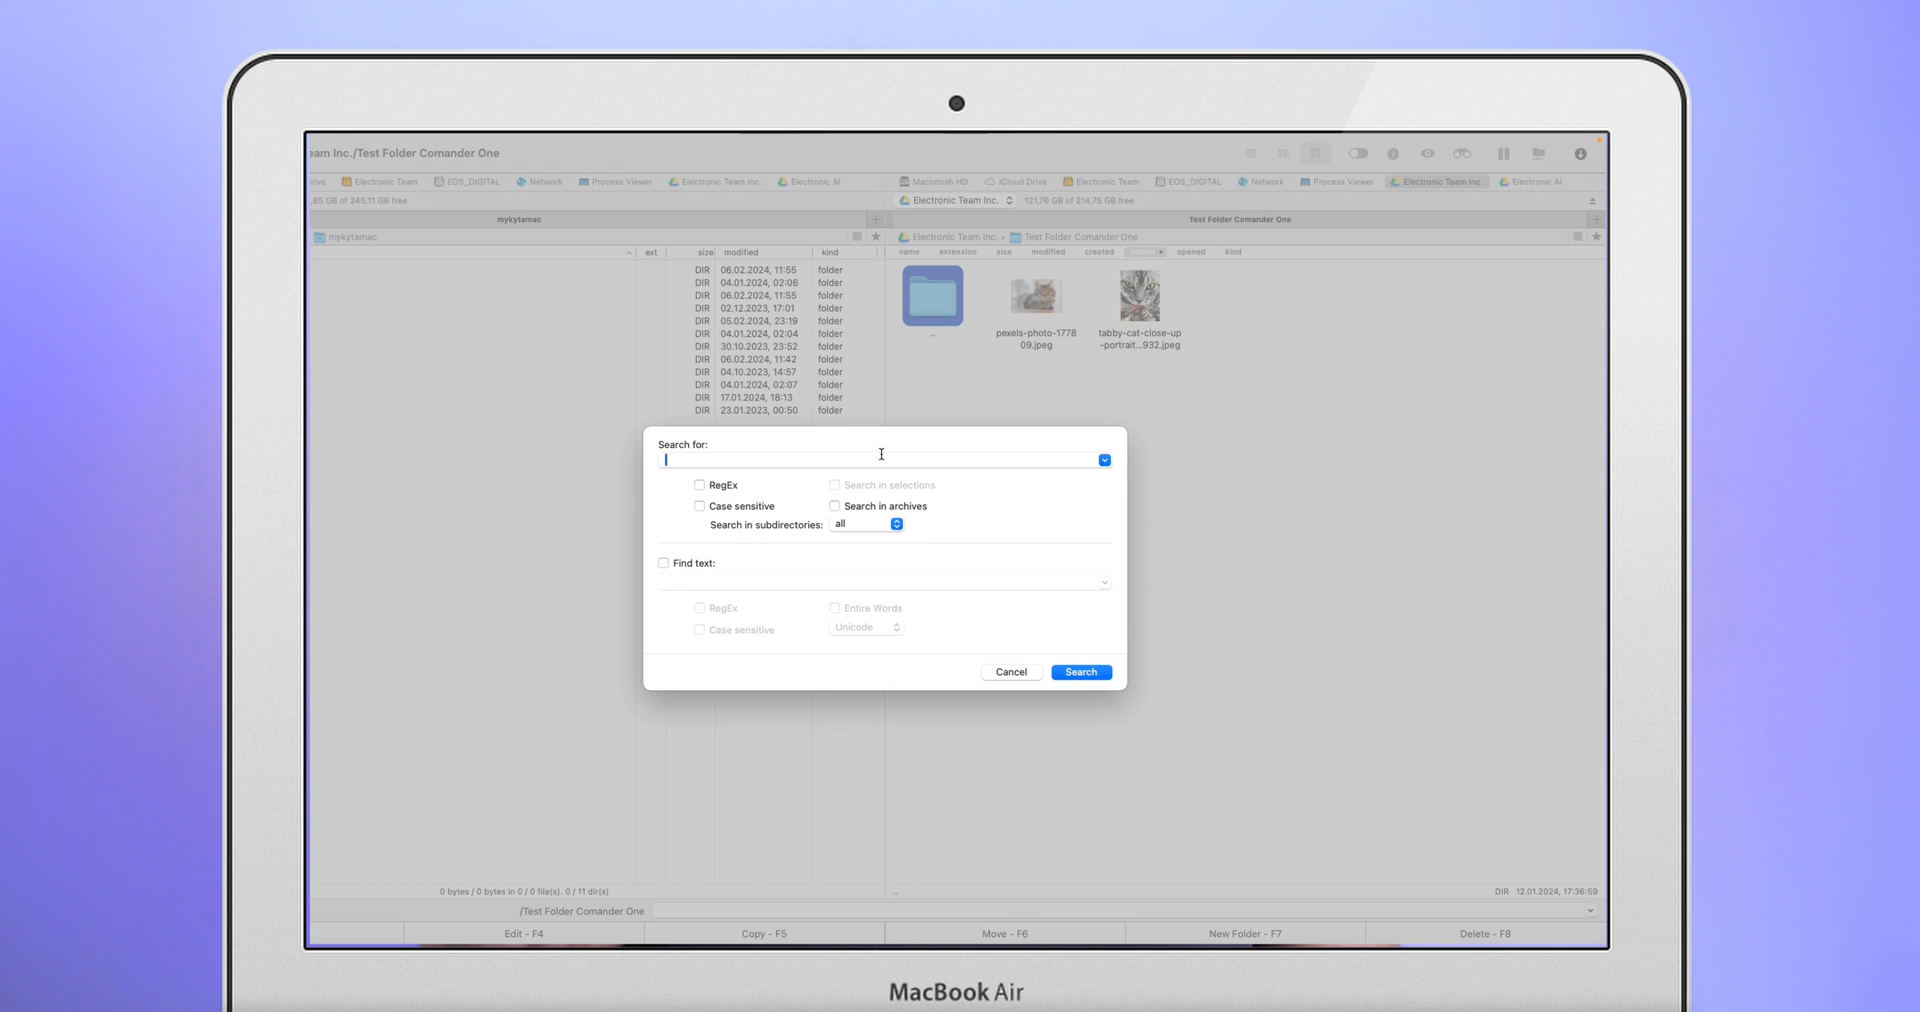 eam Inc./Test Folder Comander One
rive Electronic Team EOS_DIGITAL Network Process Viewer Electronic Team Inc. Electronic AI
Macintosh HD iCloud Drive Electronic Team EOS_DIGITAL Network Process Viewer Electronic Team Inc. Electronic AI
,85 GB of 245,11 GB free
Electronic Team Inc. 121,76 GB of 214,75 GB free
mykytamac
Test Folder Comander One
mykytamac
Electronic Team Inc. › Test Folder Comander One
ext size modified kind
name extension size modified created opened kind
DIR 06.02.2024, 11:55 folder
DIR 04.01.2024, 02:06 folder
DIR 06.02.2024, 11:55 folder
DIR 02.12.2023, 17:01 folder
DIR 05.02.2024, 23:19 folder
DIR 04.01.2024, 02:04 folder
DIR 30.10.2023, 23:52 folder
DIR 06.02.2024, 11:42 folder
DIR 04.10.2023, 14:57 folder
DIR 04.01.2024, 02:07 folder
DIR 17.01.2024, 18:13 folder
DIR 23.01.2023, 00:50 folder
..
pexels-photo-1778
09.jpeg
tabby-cat-close-up
-portrait...932.jpeg
Search for:
RegEx Search in selections
Case sensitive Search in archives
Search in subdirectories: all
Find text:
RegEx Entire Words
Case sensitive Unicode
Cancel Search
0 bytes / 0 bytes in 0 / 0 file(s). 0 / 11 dir(s)
.. DIR 12.01.2024, 17:36:59
/Test Folder Comander One
Edit - F4 Copy - F5 Move - F6 New Folder - F7 Delete - F8
MacBook Air